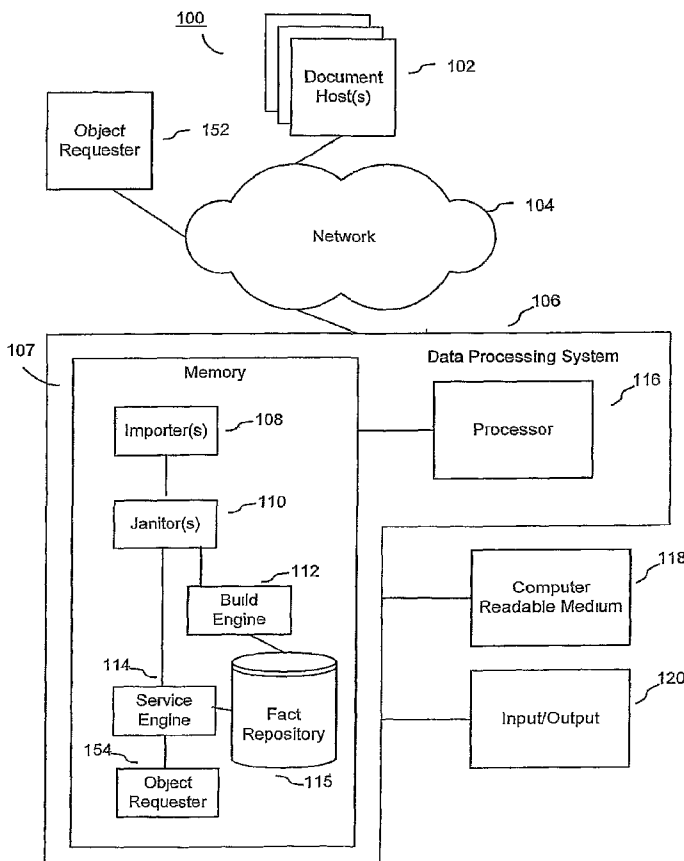 100
Document
Host(s)
102
Object
Requester
152
Network
104
106
107
Data Processing System
Memory
116
Processor
Importer(s)
108
Janitor(s)
110
112
Build
Engine
118
Computer
Readable Medium
114
Service
Engine
Fact
Repository
120
Input/Output
154
Object
Requester
115